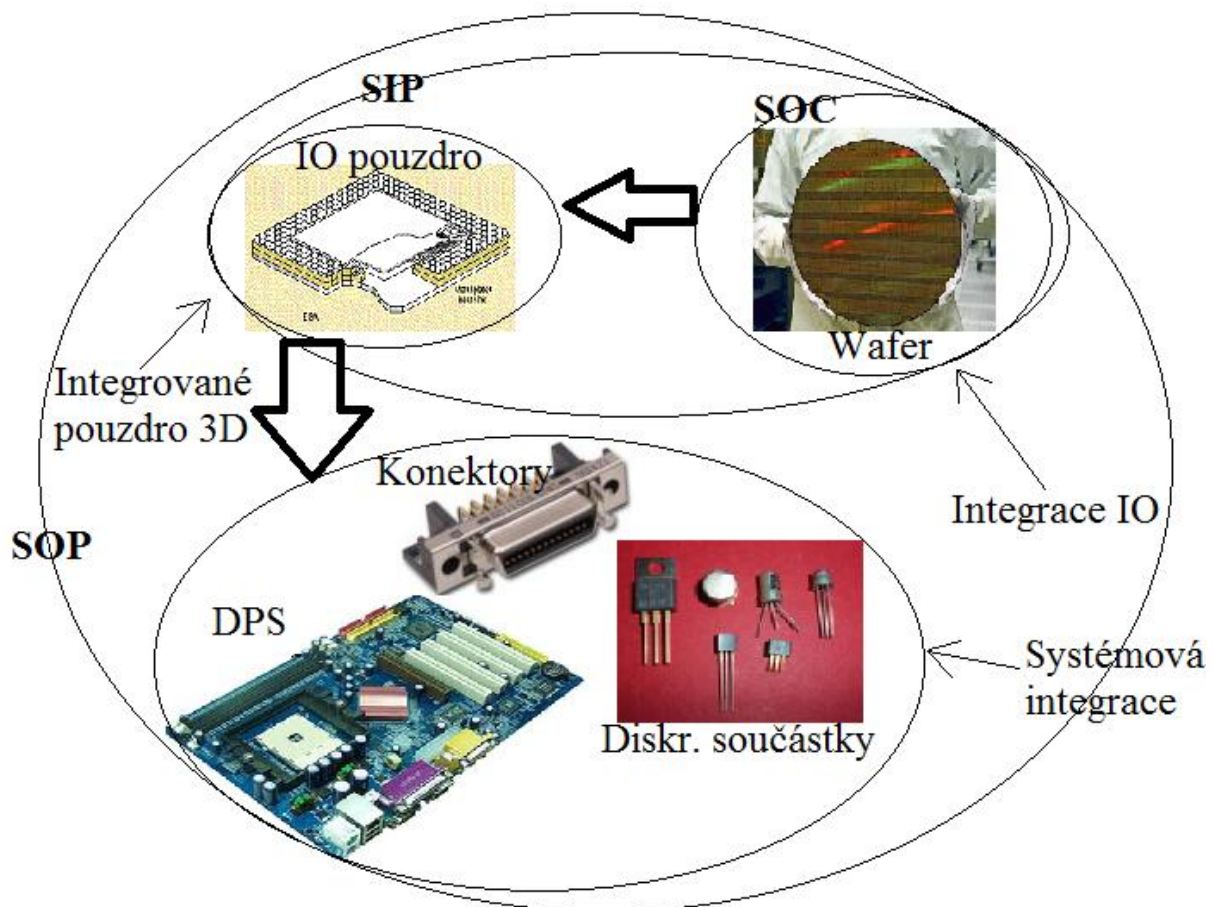 SIP
SOC
IO pouzdro
Wafer
Integrované
pouzdro 3D
Konektory
Integrace IO
SOP
DPS
Systémová
integrace
Diskr. součástky